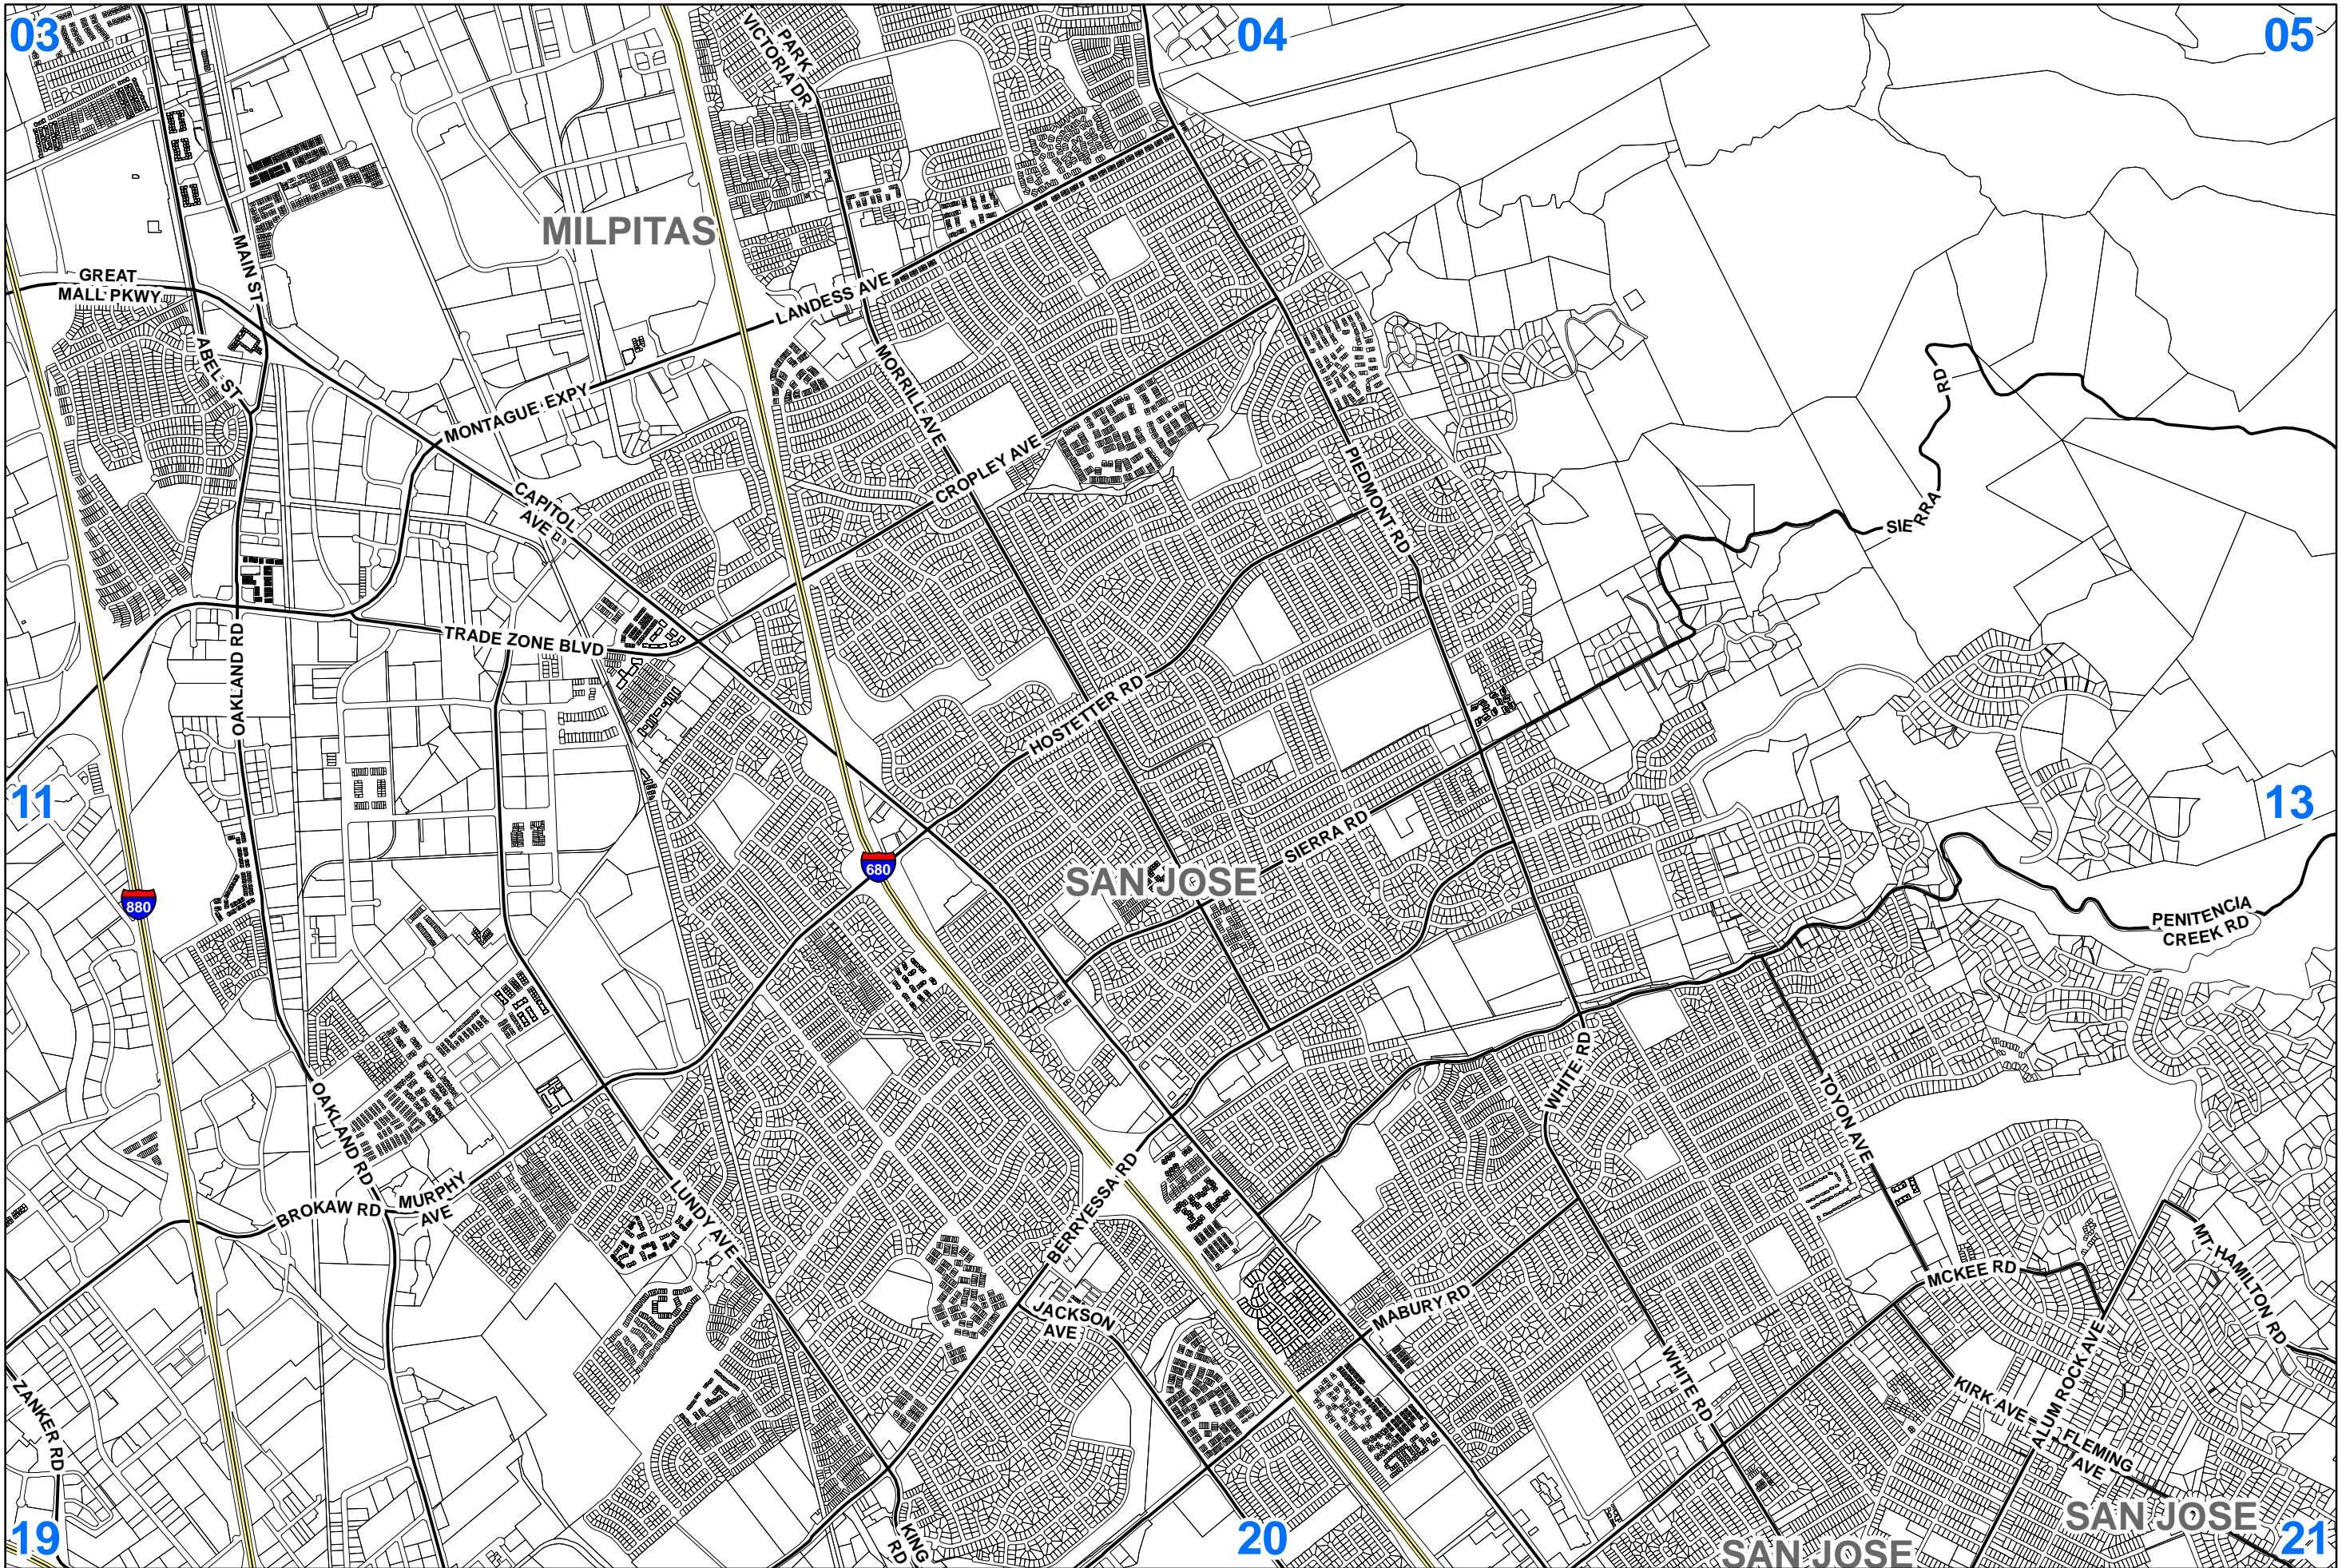 03
04
05
PARK
VICTORIA DR
MILPITAS
MAIN ST
GREAT
MALL PKWY
LANDESS AVE
ABEL ST
MORRILL AVE
RD
MONTAGUE EXPY
CROPLEY AVE
PIEDMONT RD
CAPITOL
AVE
SIERRA
TRADE ZONE BLVD
OAKLAND RD
HOSTETTER RD
11
13
SIERRA RD
680
SAN JOSE
880
PENITENCIA
CREEK RD
WHITE RD
TOYON AVE
OAKLAND RD
MURPHY
AVE
BROKAW RD
LUNDY AVE
BERRYESSA RD
MT HAMILTON RD
MCKEE RD
JACKSON
AVE
MABURY RD
ZANKER RD
WHITE RD
KIRK AVE
ALUM ROCK AVE
FLEMING
AVE
SAN JOSE
19
KING
RD
20
SAN JOSE
21